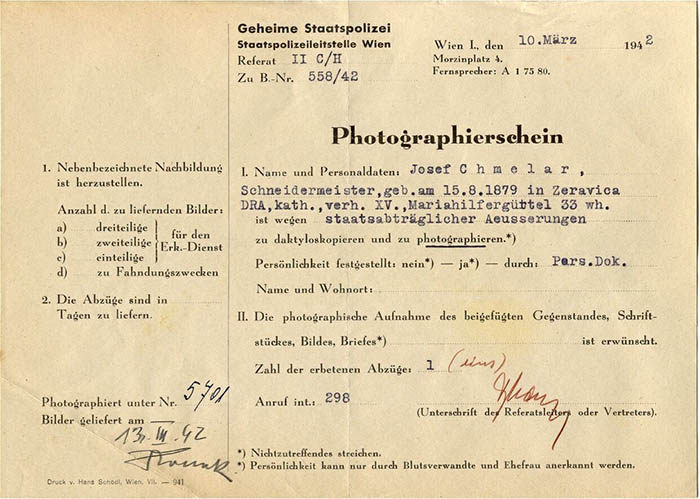 Geheime Staatspolizei
Staatspolizeileitstelle Wien
Referat II C/H
Zu B.-Nr. 558/42
Wien I., den 10.März 1942
Morzinplatz 4.
Fernsprecher: A 1 75 80.
Photographierschein
1. Nebenbezeichnete Nachbildung
ist herzustellen.
Anzahl d. zu liefernden Bilder:
a) dreiteilige
b) zweiteilige
c) einteilige
für den
Erk.-Dienst
d) zu Fahndungszwecken
2. Die Abzüge sind in
Tagen zu liefern.
Photographiert unter Nr. 5701
Bilder geliefert am
13. III. 42
I. Name und Personaldaten: Josef C h m e l a r ,
Schneidermeister,geb.am 15.8.1879 in Zeravica
DRA,kath.,verh. XV.,Mariahilfergüttel 33 wh.
ist wegen staatsabträglicher Aeusserungen
zu daktyloskopieren und zu photographieren.*)
Persönlichkeit festgestellt: nein*) — ja*) — durch: Pers.Dok.
Name und Wohnort:
II. Die photographische Aufnahme des beigefügten Gegenstandes, Schrift-
stückes, Bildes, Briefes*) ist erwünscht.
Zahl der erbetenen Abzüge: 1 (eins)
Anruf int.: 298
(Unterschrift des Referatsleiters oder Vertreters).
*) Nichtzutreffendes streichen.
*) Persönlichkeit kann nur durch Blutsverwandte und Ehefrau anerkannt werden.
Druck v. Hans Schödl, Wien, VII. — 941